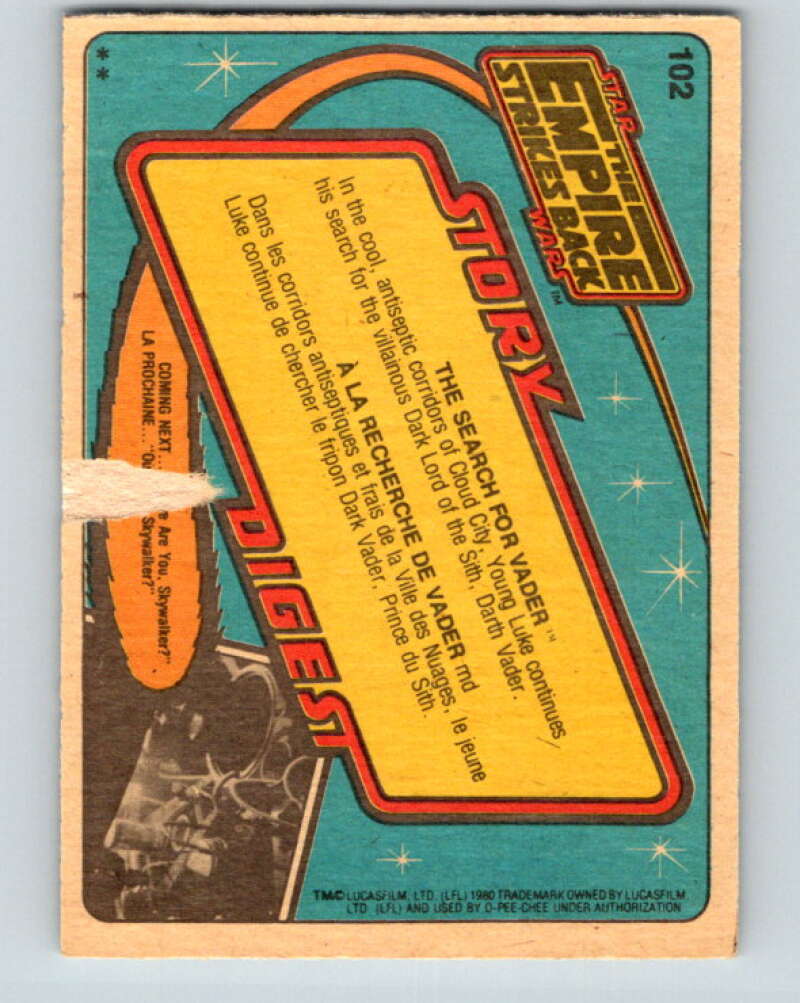 102
STAR
THE
EMPIRE
STRIKES BACK
WARS™
STORY
THE SEARCH FOR VADER™
In the cool, antiseptic corridors of Cloud City, Young Luke continues
his search for the villainous Dark Lord of the Sith, Darth Vader.
À LA RECHERCHE DE VADER md
Dans les corridors antiseptiques et frais de la Ville des Nuages, le jeune
Luke continue de chercher le fripon Dark Vader, Prince du Sith.
DIGEST
COMING NEXT... Are You, Skywalker?"
LA PROCHAINE... Skywalker?"
TM© LUCASFILM, LTD. (LFL) 1980 TRADEMARK OWNED BY LUCASFILM,
LTD. (LFL) AND USED BY O-PEE-CHEE UNDER AUTHORIZATION
**